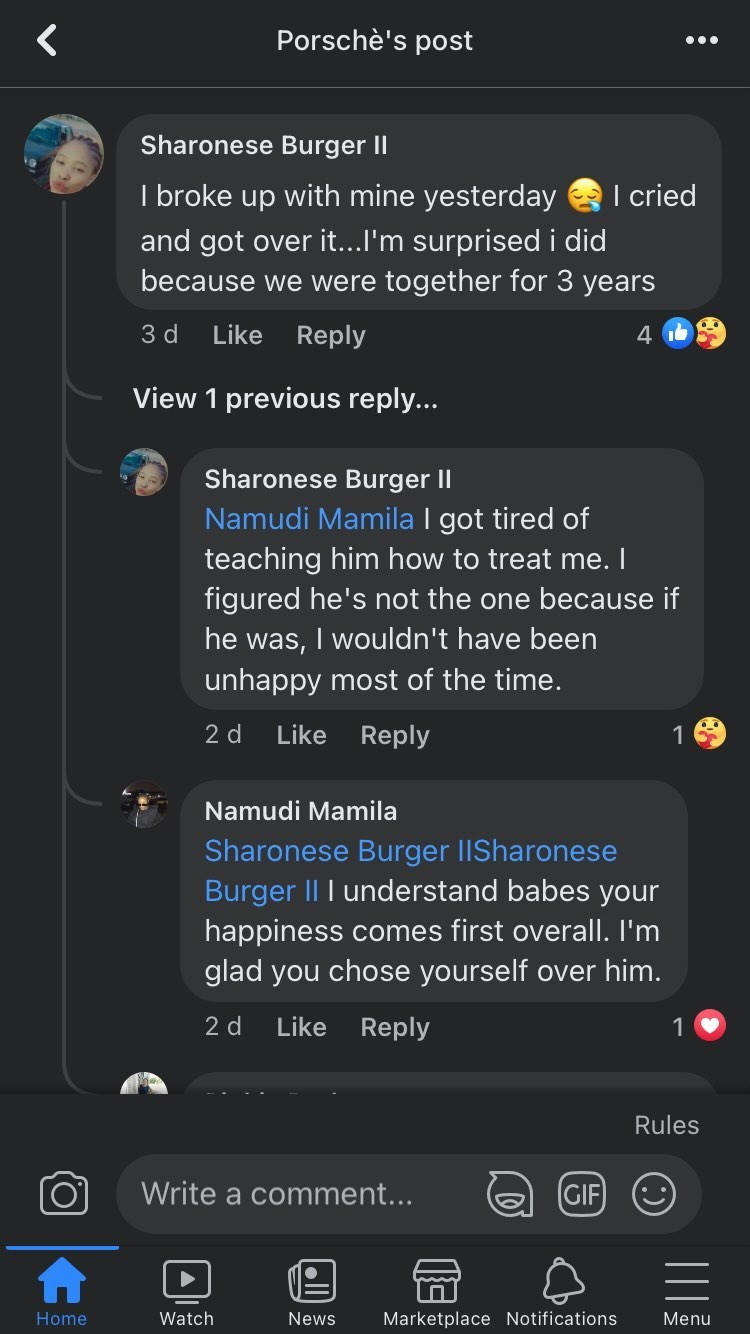 Porschè's post
Sharonese Burger II
I broke up with mine yesterday 😪 I cried
and got over it...I'm surprised i did
because we were together for 3 years
3 d Like Reply 4
View 1 previous reply...
Sharonese Burger II
Namudi Mamila I got tired of
teaching him how to treat me. I
figured he's not the one because if
he was, I wouldn't have been
unhappy most of the time.
2 d Like Reply 1
Namudi Mamila
Sharonese Burger IISharonese
Burger II I understand babes your
happiness comes first overall. I'm
glad you chose yourself over him.
2 d Like Reply 1
Rules
Write a comment... GIF
Home Watch News Marketplace Notifications Menu